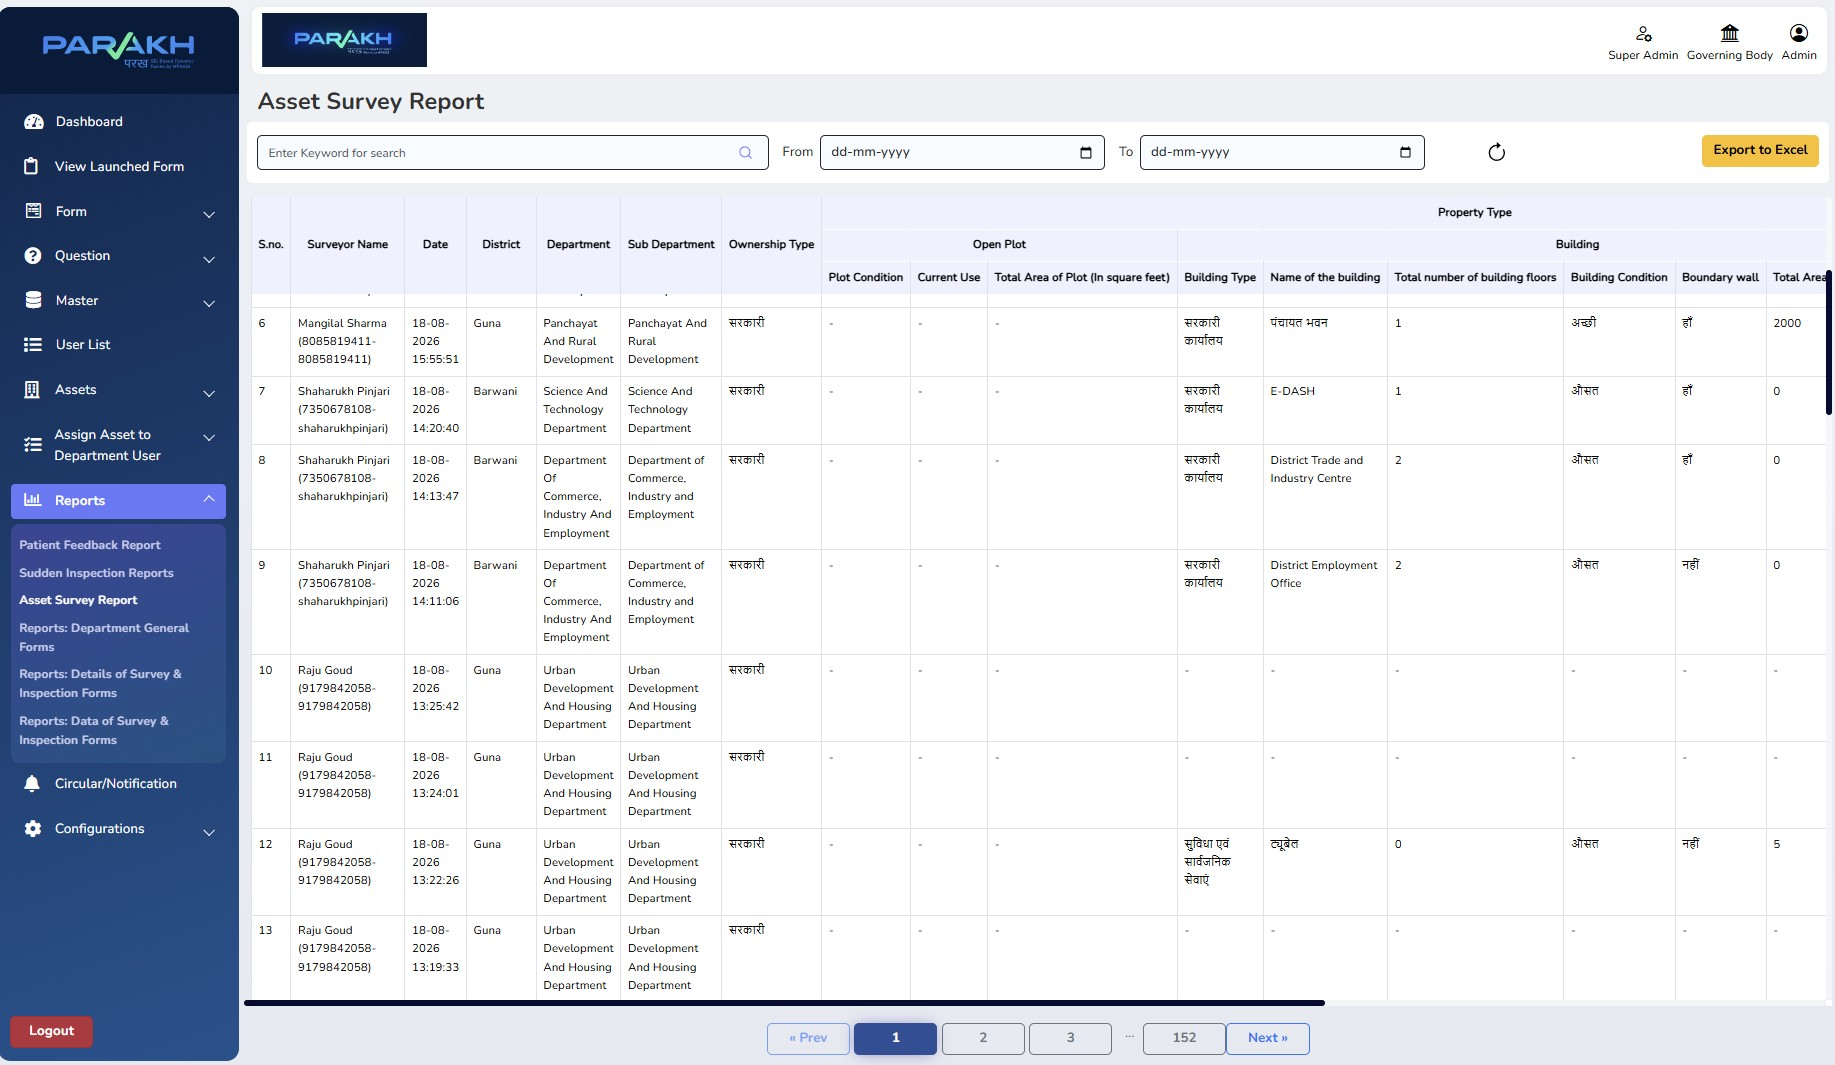 PARAKH
परख
Dashboard
View Launched Form
Form
Question
Master
User List
Assets
Assign Asset to
Department User
Reports
Patient Feedback Report
Sudden Inspection Reports
Asset Survey Report
Reports: Department General
Forms
Reports: Details of Survey &
Inspection Forms
Reports: Data of Survey &
Inspection Forms
Circular/Notification
Configurations
Logout
PARAKH
परख
Super Admin Governing Body Admin
Asset Survey Report
Enter Keyword for search From dd-mm-yyyy To dd-mm-yyyy Export to Excel
Property Type
S.no. Surveyor Name Date District Department Sub Department Ownership Type Open Plot Building
Plot Condition Current Use Total Area of Plot (In square feet) Building Type Name of the building Total number of building floors Building Condition Boundary wall Total Area
6 Mangilal Sharma 18-08- Guna Panchayat Panchayat And सरकारी - - - सरकारी पंचायत भवन 1 अच्छी हाँ 2000
(8085819411- 2026 And Rural Rural कार्यालय
8085819411) 15:55:51 Development Development
7 Shaharukh Pinjari 18-08- Barwani Science And Science And सरकारी - - - सरकारी E-DASH 1 औसत हाँ 0
(7350678108- 2026 Technology Technology कार्यालय
shaharukhpinjari) 14:20:40 Department Department
8 Shaharukh Pinjari 18-08- Barwani Department Department of सरकारी - - - सरकारी District Trade and 2 औसत हाँ 0
(7350678108- 2026 Of Commerce, कार्यालय Industry Centre
shaharukhpinjari) 14:13:47 Commerce, Industry and
Industry And Employment
Employment
9 Shaharukh Pinjari 18-08- Barwani Department Department of सरकारी - - - सरकारी District Employment 2 औसत नहीं 0
(7350678108- 2026 Of Commerce, कार्यालय Office
shaharukhpinjari) 14:11:06 Commerce, Industry and
Industry And Employment
Employment
10 Raju Goud 18-08- Guna Urban Urban सरकारी - - - - - - - - -
(9179842058- 2026 Development Development
9179842058) 13:25:42 And Housing And Housing
Department Department
11 Raju Goud 18-08- Guna Urban Urban सरकारी - - - - - - - - -
(9179842058- 2026 Development Development
9179842058) 13:24:01 And Housing And Housing
Department Department
12 Raju Goud 18-08- Guna Urban Urban सरकारी - - - सुविधा एवं ट्यूबेल 0 औसत नहीं 5
(9179842058- 2026 Development Development सार्वजनिक
9179842058) 13:22:26 And Housing And Housing सेवाएं
Department Department
13 Raju Goud 18-08- Guna Urban Urban सरकारी - - - - - - - - -
(9179842058- 2026 Development Development
9179842058) 13:19:33 And Housing And Housing
Department Department
« Prev 1 2 3 ... 152 Next »